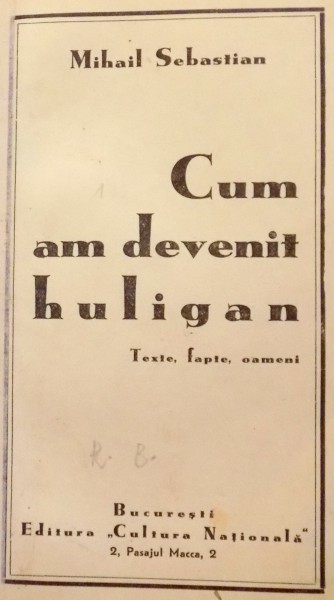 Mihail Sebastian
Cum
am devenit
huligan
Texte, fapte, oameni
R. B.
București
Editura „Cultura Națională"
2, Pasajul Macca, 2